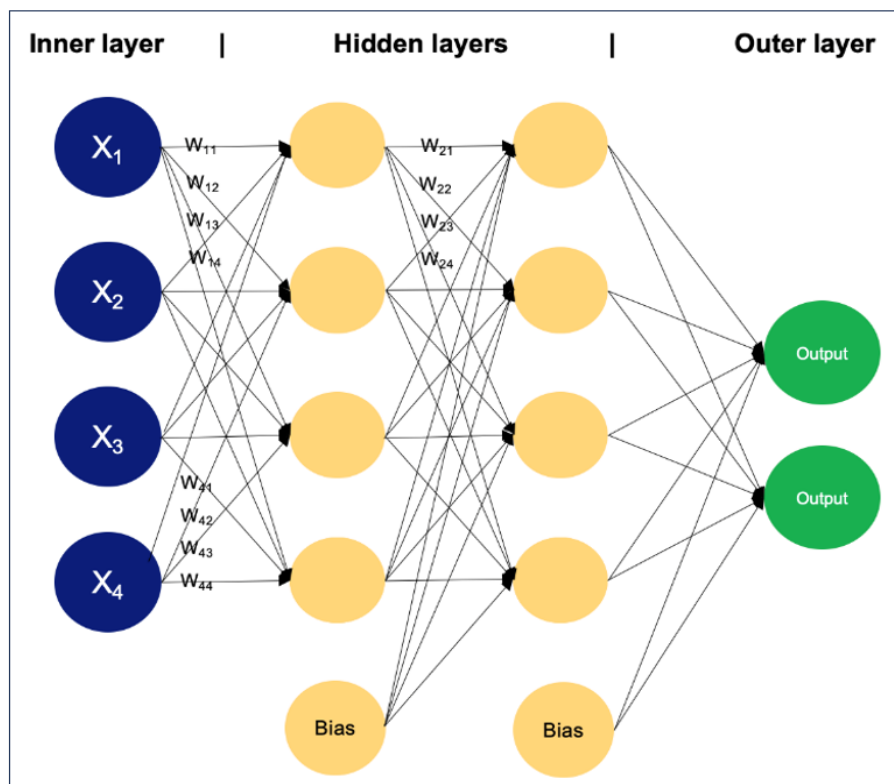 Inner layer | Hidden layers | Outer layer
X1
W11
W12
W13
W14
W21
W22
W23
W24
X2
X3
X4
W41
W42
W43
W44
Output
Output
Bias
Bias